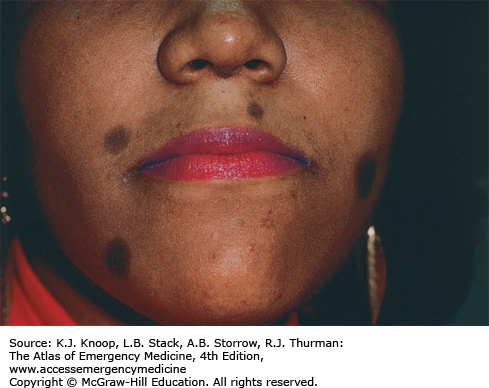 Source: K.J. Knoop, L.B. Stack, A.B. Storrow, R.J. Thurman:
The Atlas of Emergency Medicine, 4th Edition,
www.accessemergencymedicine
Copyright © McGraw-Hill Education. All rights reserved.